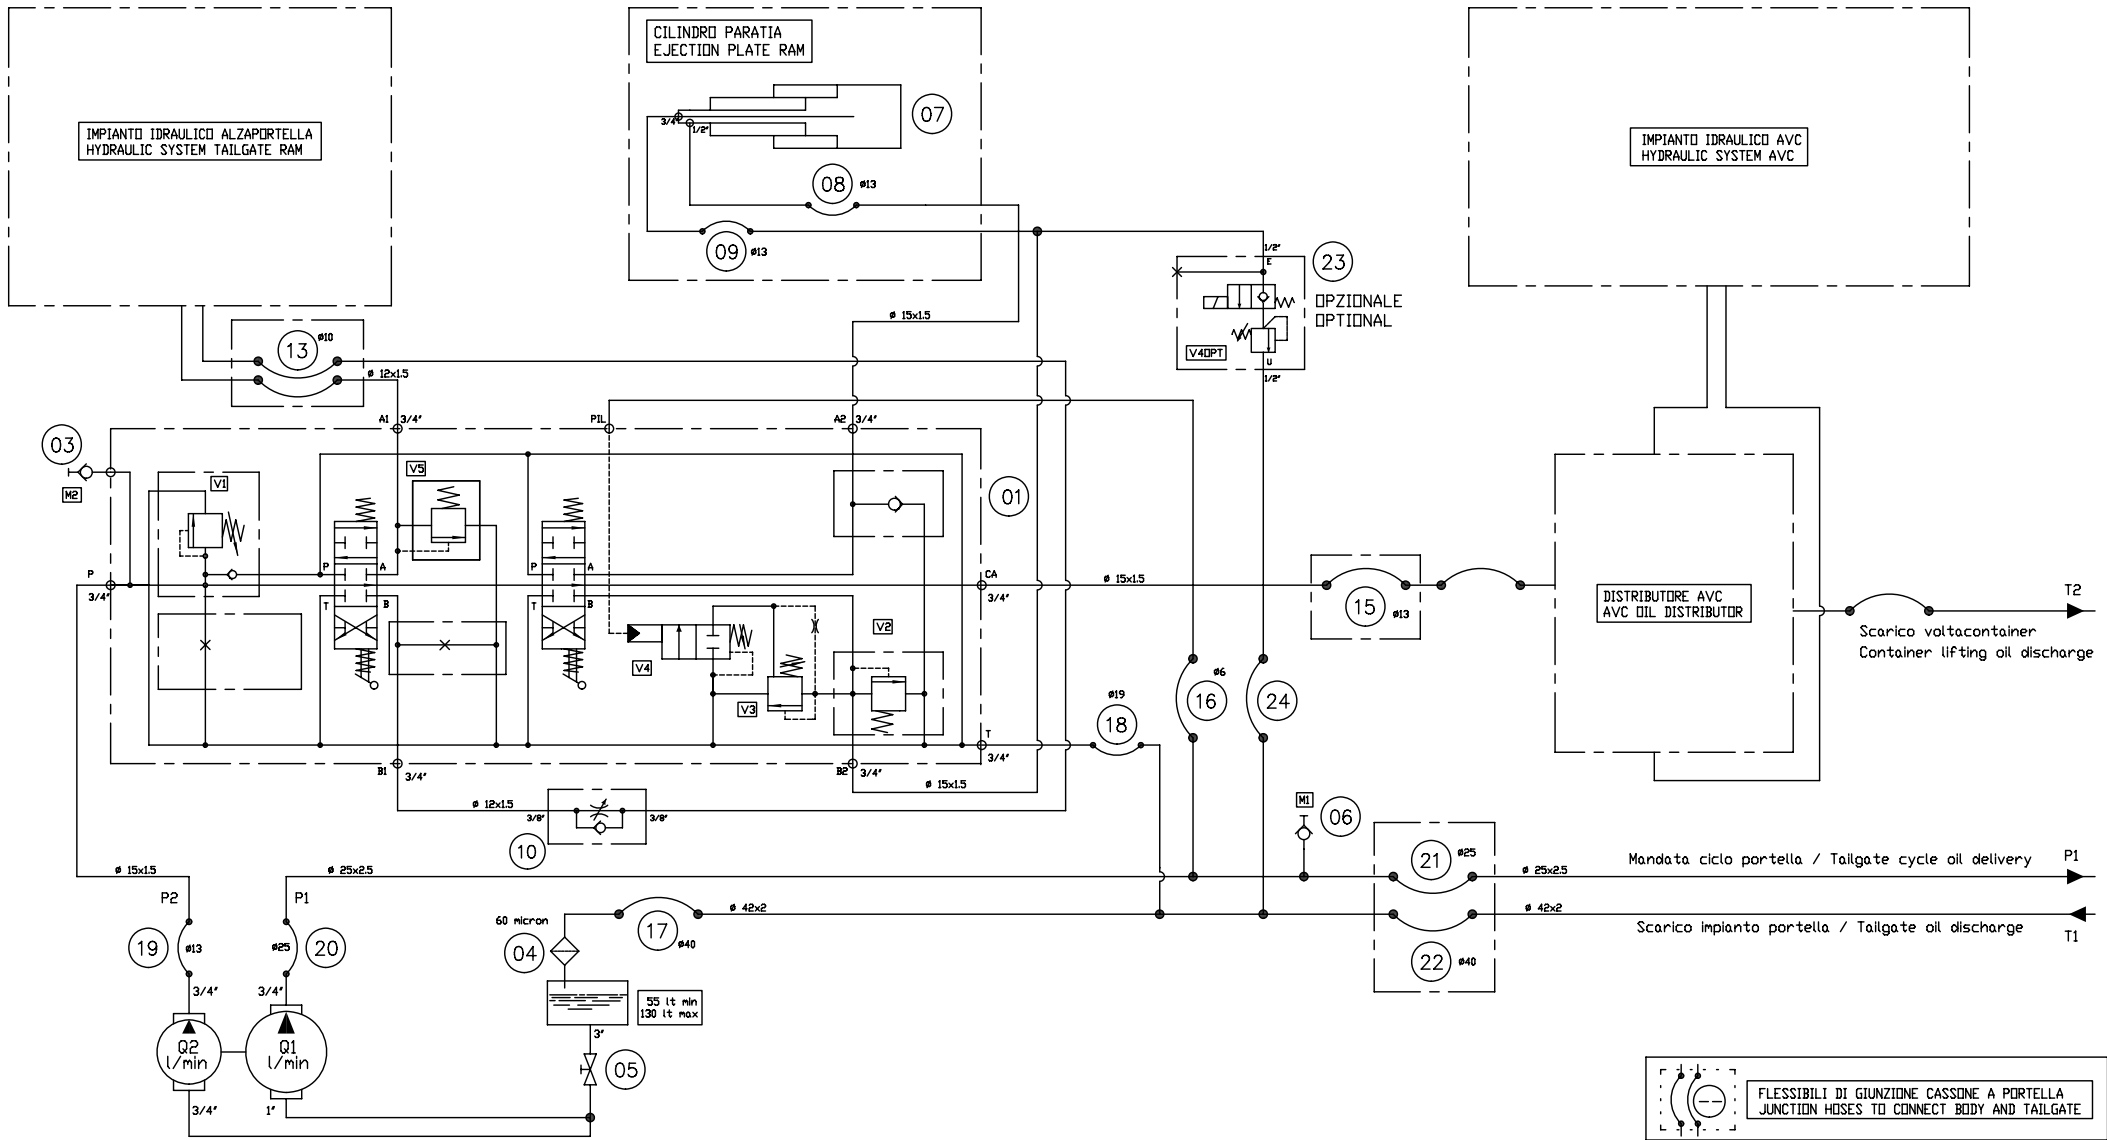 IMPIANTO IDRAULICO ALZAPORTELLA
HYDRAULIC SYSTEM TAILGATE RAM
CILINDRO PARATIA
EJECTION PLATE RAM
3/4"
1/2"
07
08 ø13
09 ø13
IMPIANTO IDRAULICO AVC
HYDRAULIC SYSTEM AVC
1/2"
E
23
OPZIONALE
OPTIONAL
V4OPT
U
1/2"
ø 15x1.5
13 ø10
ø 12x1.5
A1 3/4"
PIL
A2 3/4"
03
M2
V1
V5
01
P
3/4"
P A
T B
P A
T B
CA
3/4"
ø 15x1.5
15 ø13
DISTRIBUTORE AVC
AVC OIL DISTRIBUTOR
T2
Scarico voltacontainer
Container lifting oil discharge
V4
V3
V2
ø6
16
24
ø19
18
T
3/4"
B1 3/4"
B2 3/4"
ø 15x1.5
ø 12x1.5
3/8"
3/8"
10
M1
06
21 ø25
22 ø40
ø 15x1.5
ø 25x2.5
ø 25x2.5
Mandata ciclo portella / Tailgate cycle oil delivery
P1
P2
P1
60 micron
04
17 ø40
ø 42x2
ø 42x2
Scarico impianto portella / Tailgate oil discharge
T1
19 ø13
ø25 20
3/4"
3/4"
55 lt min
130 lt max
3"
05
Q2
l/min
Q1
l/min
3/4"
1"
--
FLESSIBILI DI GIUNZIONE CASSONE A PORTELLA
JUNCTION HOSES TO CONNECT BODY AND TAILGATE